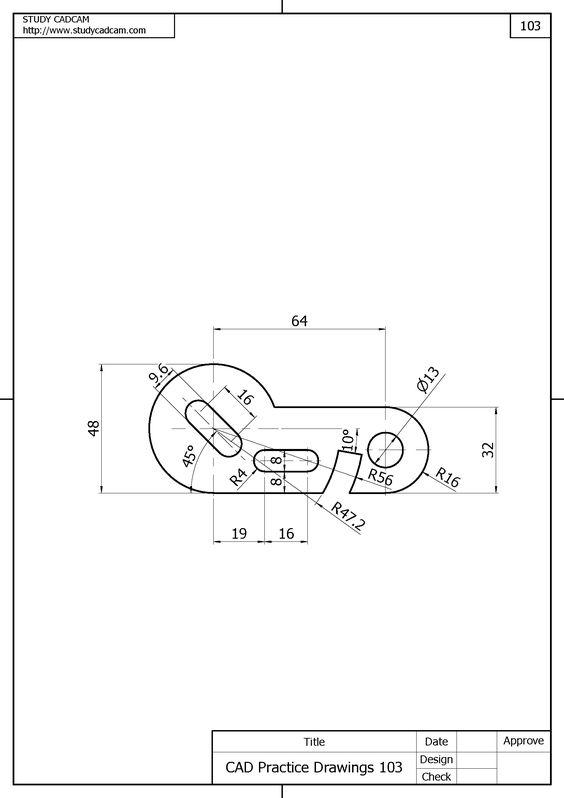 STUDY CADCAM
http://www.studycadcam.com
103
64
9.6
16
Ø13
48
45°
10°
32
8
R4
8
R56
R16
R47.2
19
16
Title
Date
Approve
CAD Practice Drawings 103
Design
Check